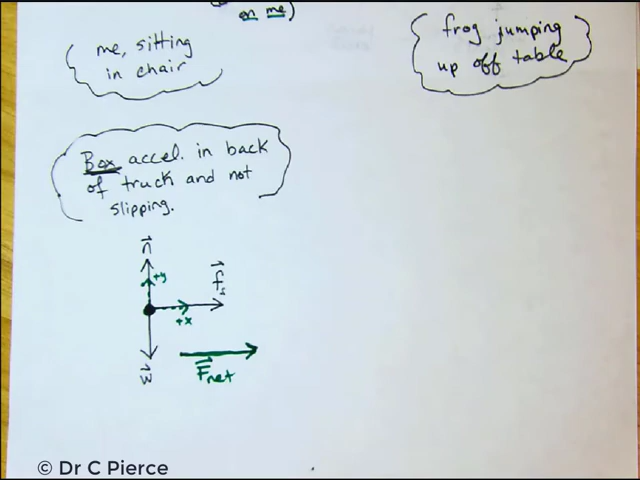 on me)
me, sitting
in chair
frog jumping
up off table
Box accel. in back
of truck and not
slipping.
n
+y
+x
w
F net
© Dr C Pierce